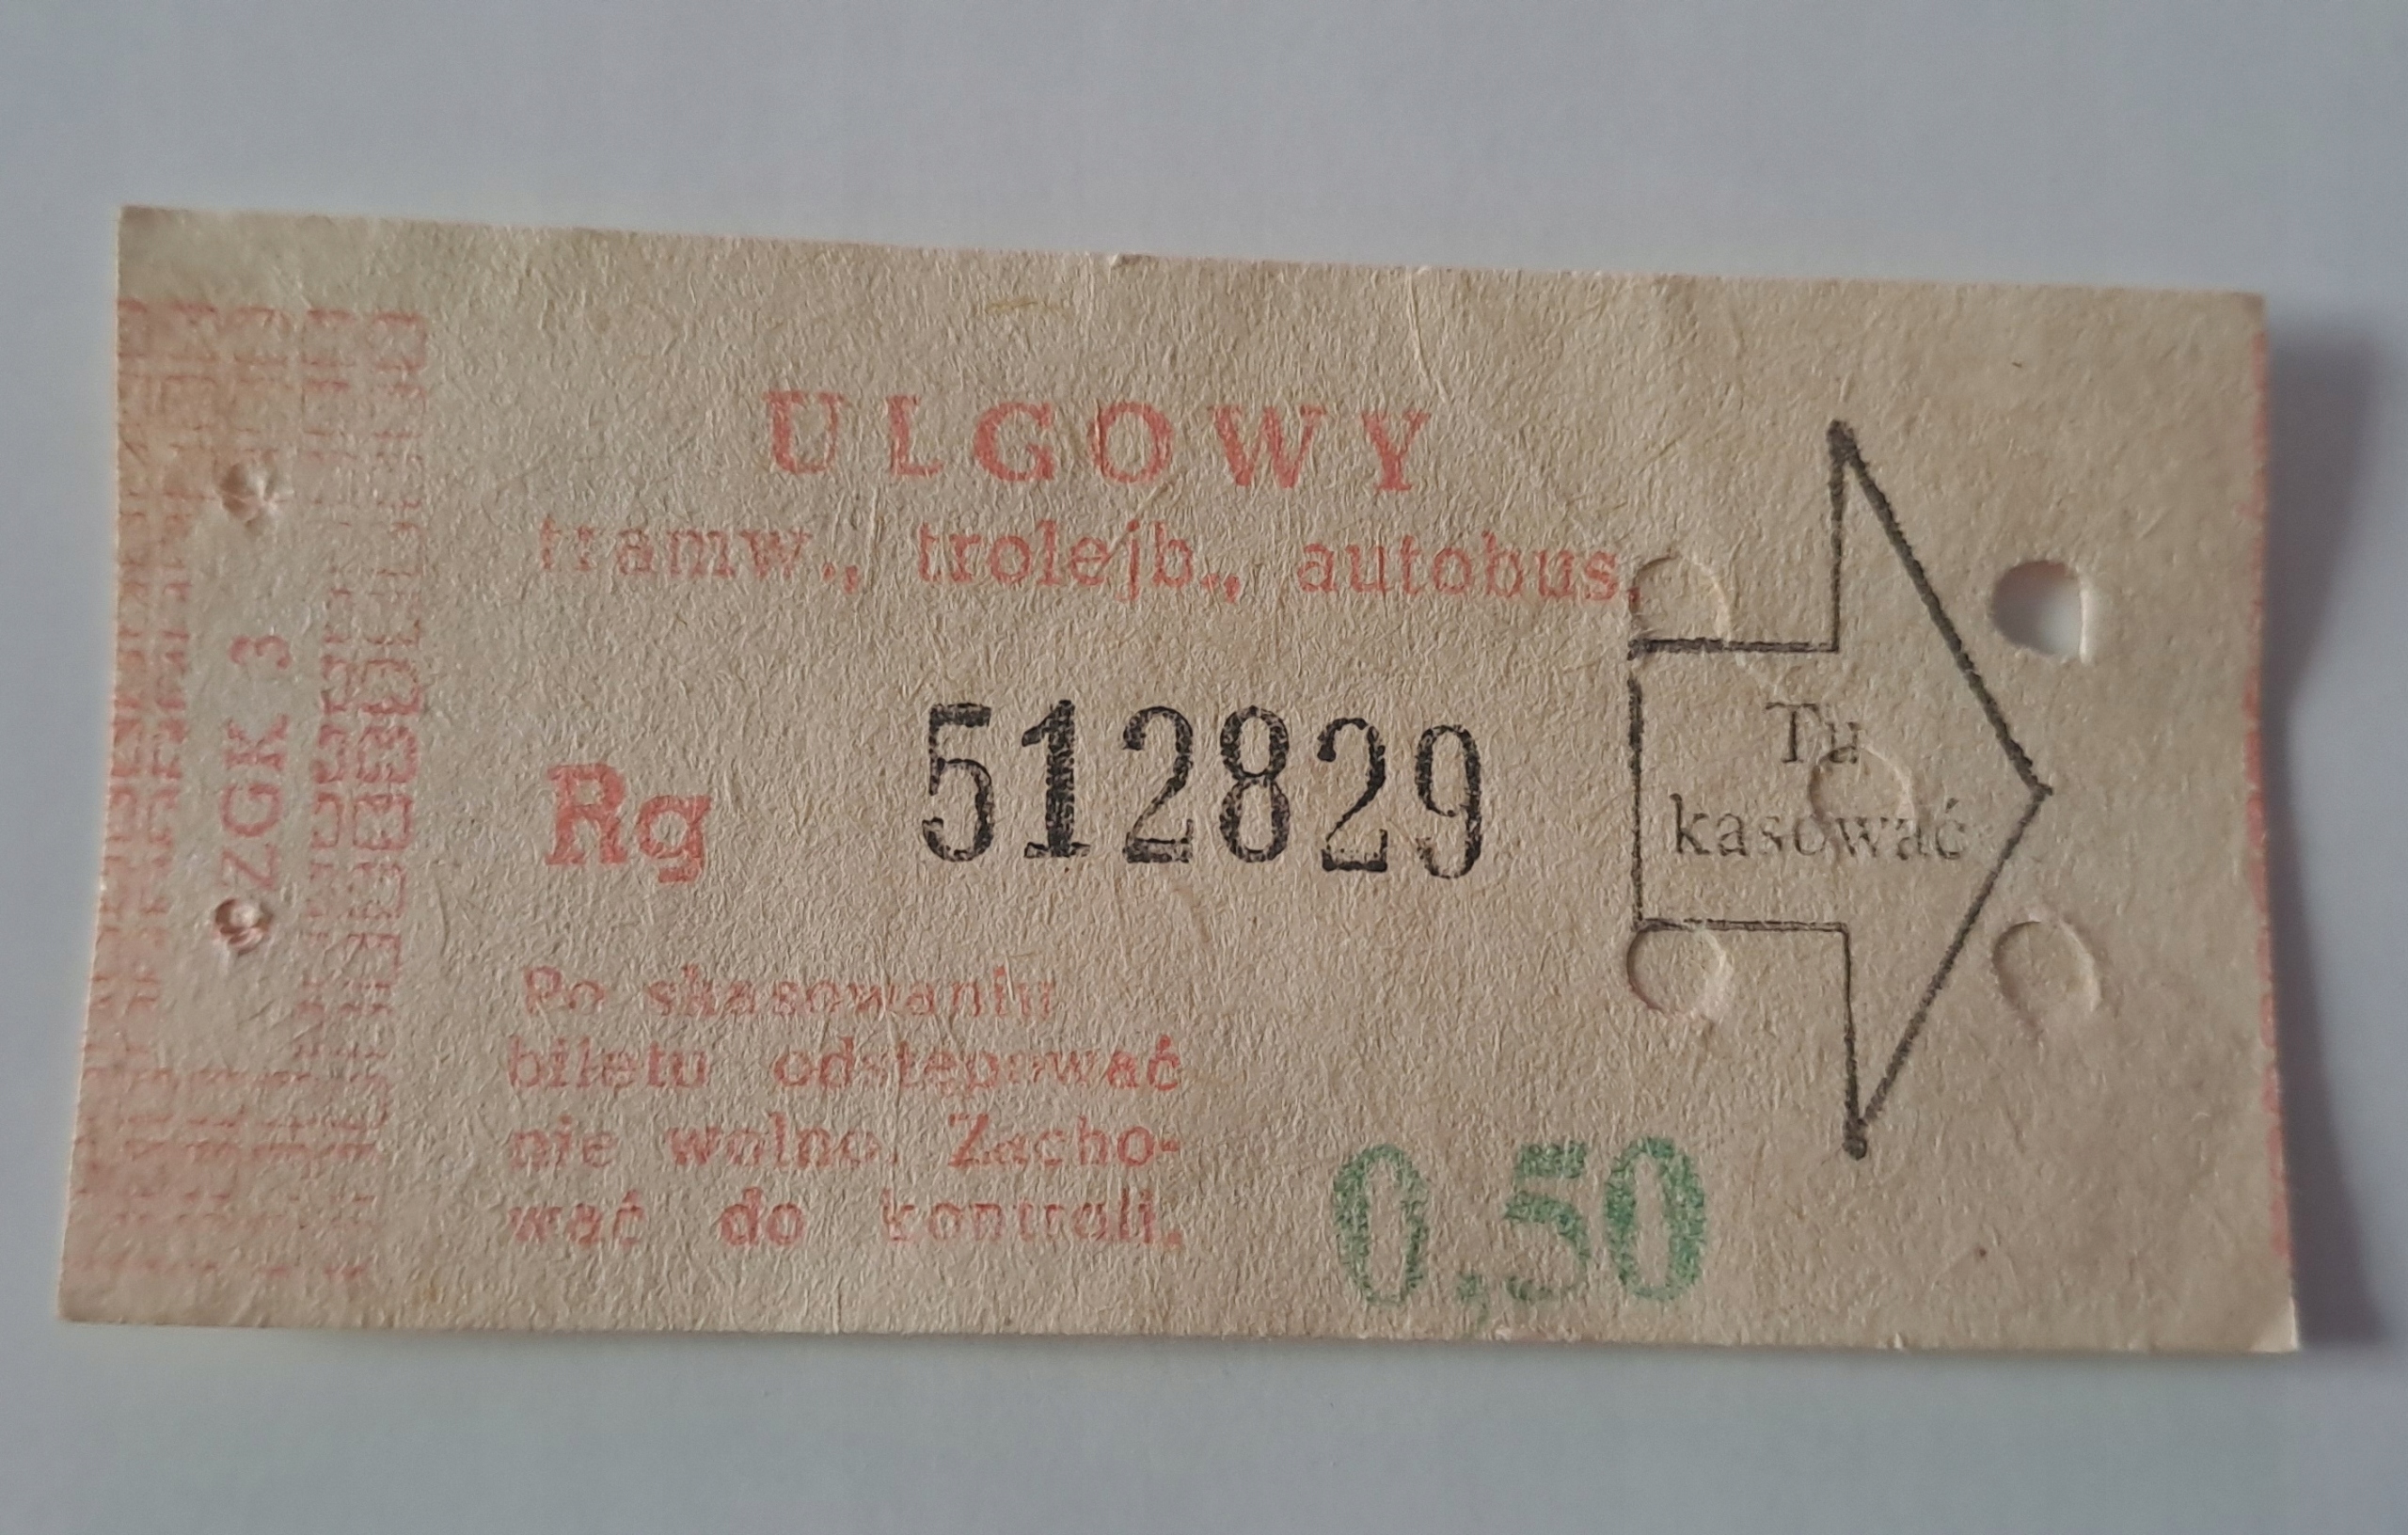 ULGOWY
tramw., trolejb., autobus.
Rg 512829
Tu
kasować
Po skasowaniu
biletu odstępować
nie wolno. Zacho-
wać do kontroli.
0,50
ZGK 3